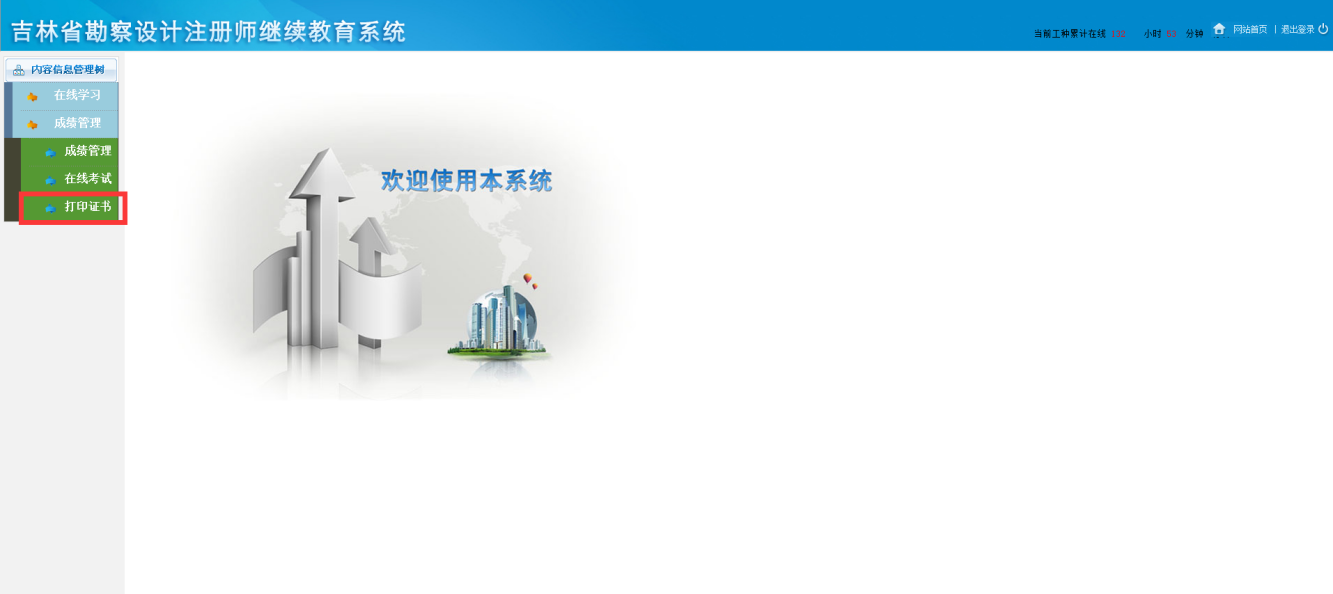 吉林省勘察设计注册师继续教育系统
当前工种累计在线 132 小时 53 分钟 网站首页 | 退出登录
内容信息管理树
在线学习
成绩管理
成绩管理
在线考试
打印证书
欢迎使用本系统